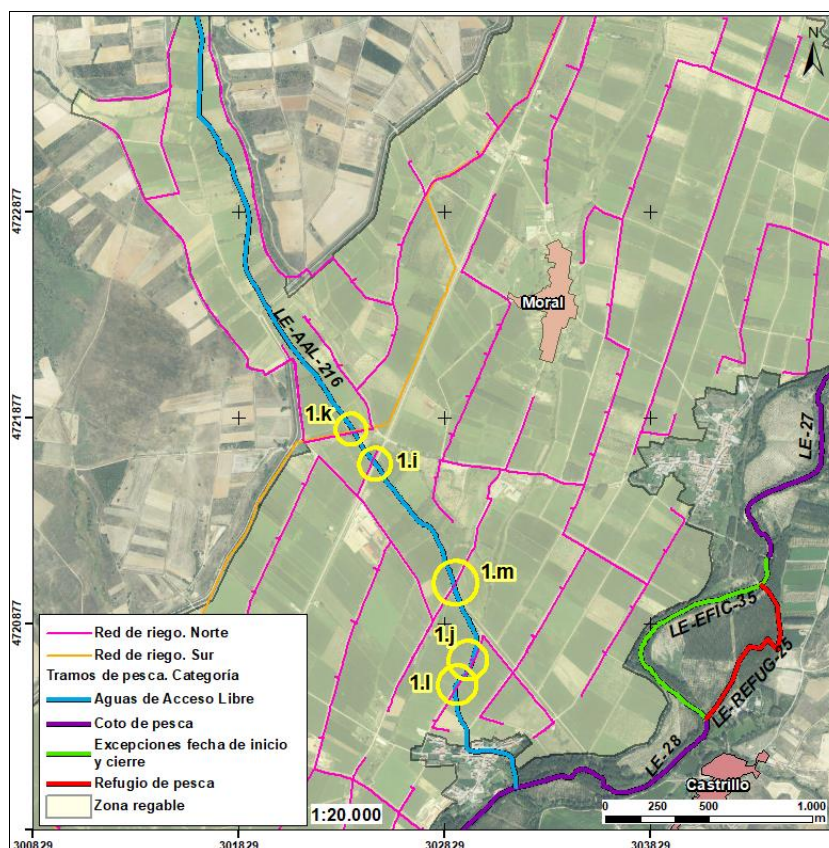 N
4722877
4721877
4720877
Moral
LE-AAL-216
1.k
1.i
1.m
1.j
1.l
LE-27
LE-EFIC-35
LE-REFUG-25
LE-28
Castrillo
Red de riego. Norte
Red de riego. Sur
Tramos de pesca. Categoría
Aguas de Acceso Libre
Coto de pesca
Excepciones fecha de inicio
y cierre
Refugio de pesca
Zona regable
1:20.000
0 250 500 1.000
m
300829 301829 302829 303829